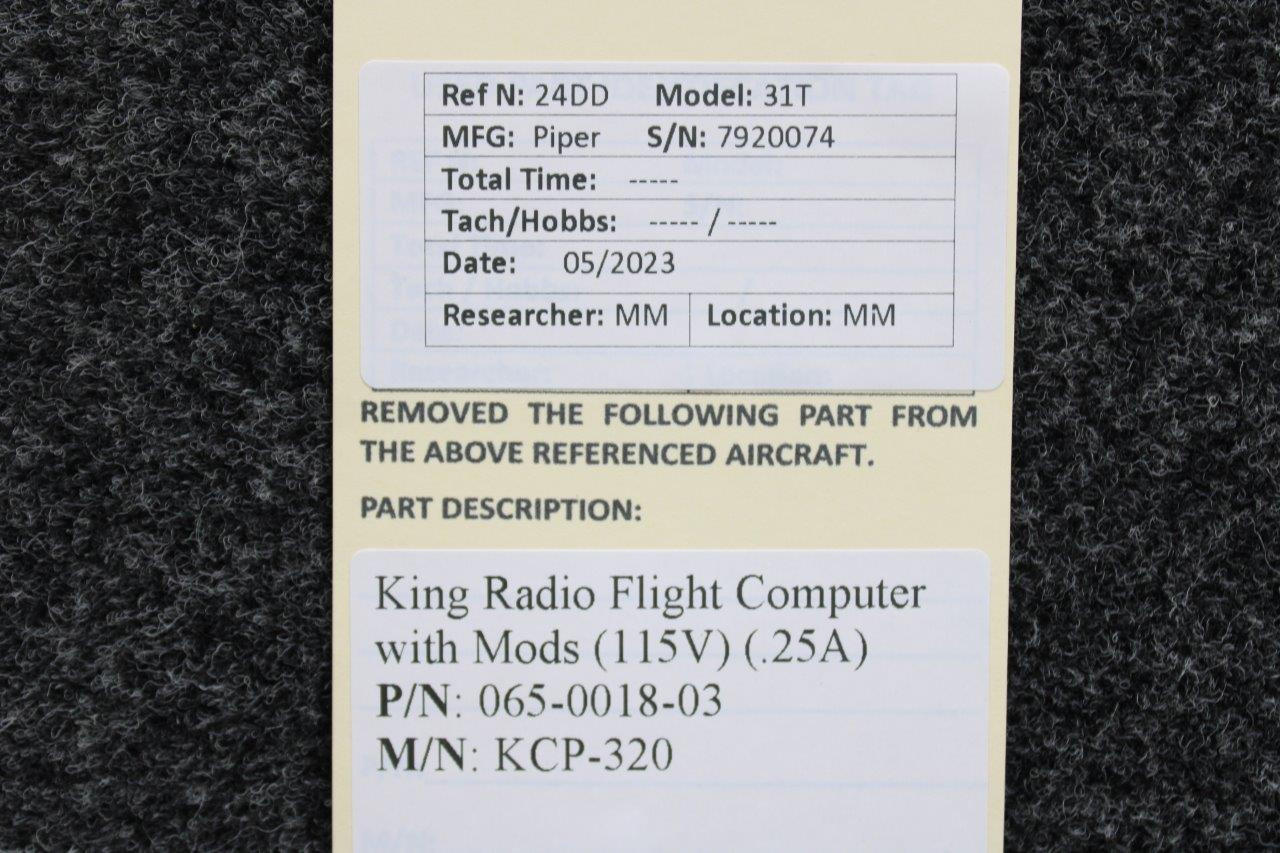 Ref N: 24DD Model: 31T
MFG: Piper S/N: 7920074
Total Time: -----
Tach/Hobbs: ----- / -----
Date: 05/2023
Researcher: MM Location: MM
REMOVED THE FOLLOWING PART FROM
THE ABOVE REFERENCED AIRCRAFT.
PART DESCRIPTION:
King Radio Flight Computer
with Mods (115V) (.25A)
P/N: 065-0018-03
M/N: KCP-320